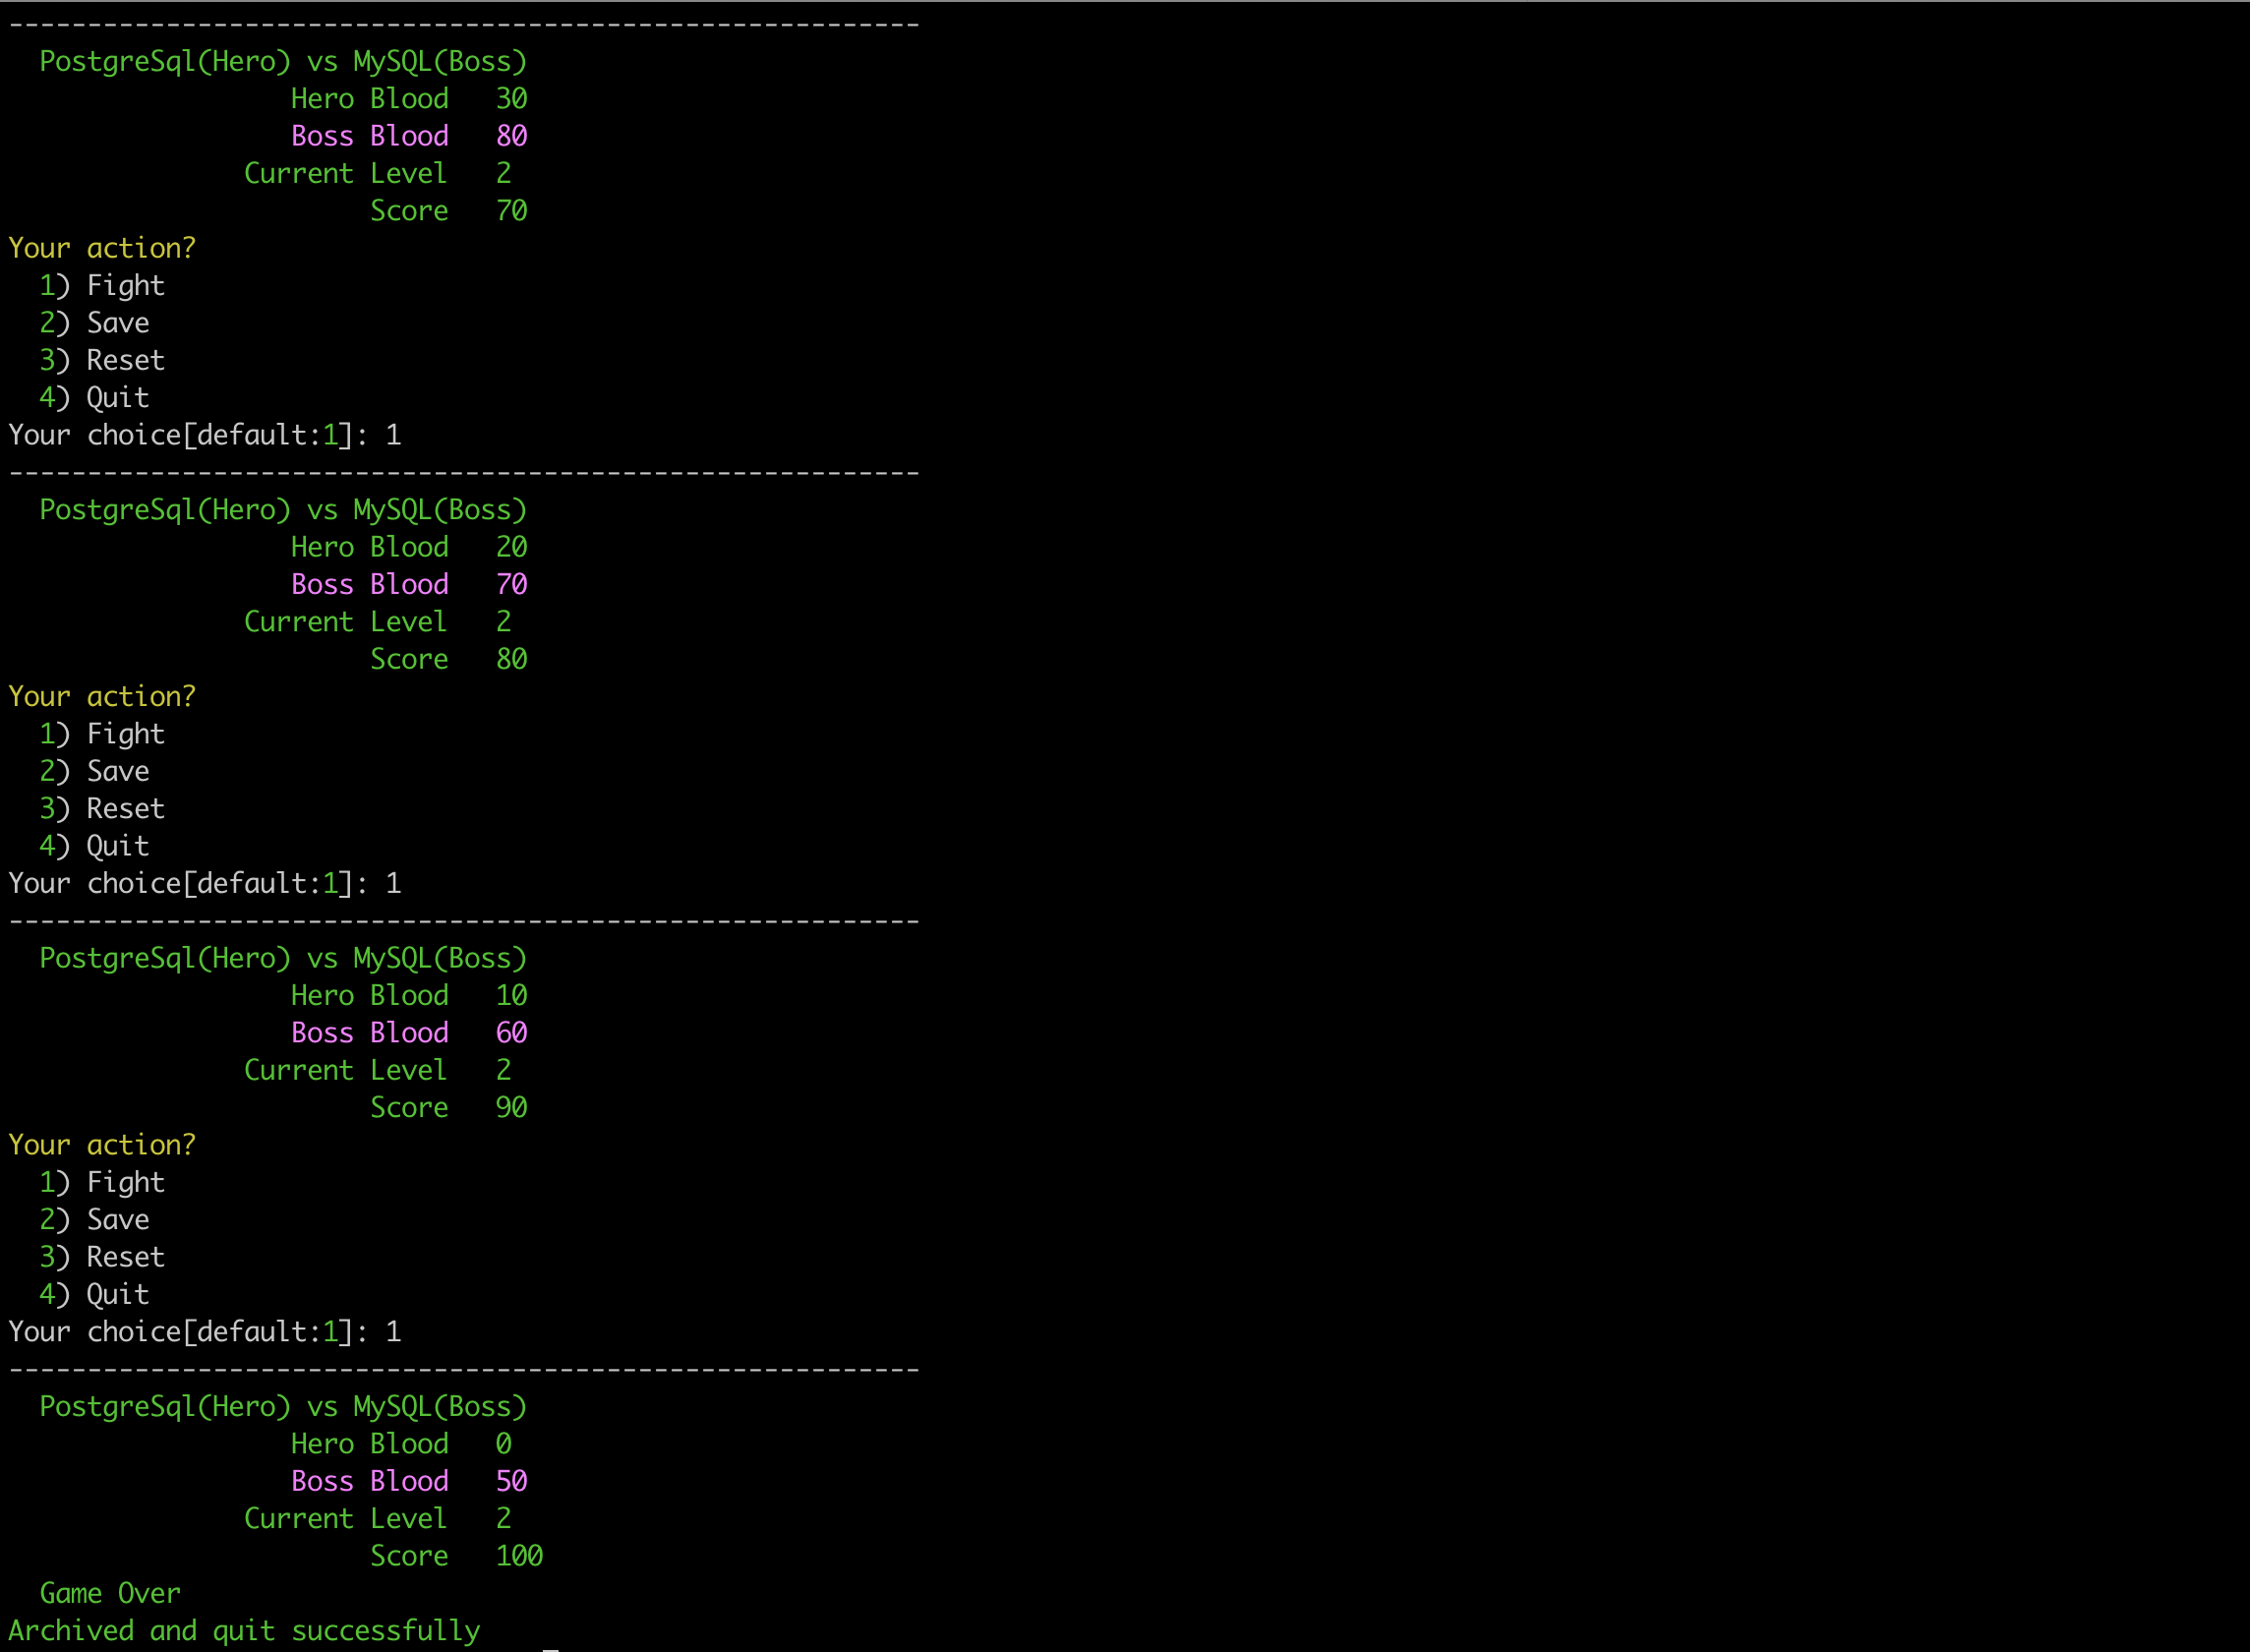 ----------------------------------------------------------
PostgreSql(Hero) vs MySQL(Boss)
Hero Blood 30
Boss Blood 80
Current Level 2
Score 70
Your action?
1) Fight
2) Save
3) Reset
4) Quit
Your choice[default:1]: 1
----------------------------------------------------------
PostgreSql(Hero) vs MySQL(Boss)
Hero Blood 20
Boss Blood 70
Current Level 2
Score 80
Your action?
1) Fight
2) Save
3) Reset
4) Quit
Your choice[default:1]: 1
----------------------------------------------------------
PostgreSql(Hero) vs MySQL(Boss)
Hero Blood 10
Boss Blood 60
Current Level 2
Score 90
Your action?
1) Fight
2) Save
3) Reset
4) Quit
Your choice[default:1]: 1
----------------------------------------------------------
PostgreSql(Hero) vs MySQL(Boss)
Hero Blood 0
Boss Blood 50
Current Level 2
Score 100
Game Over
Archived and quit successfully